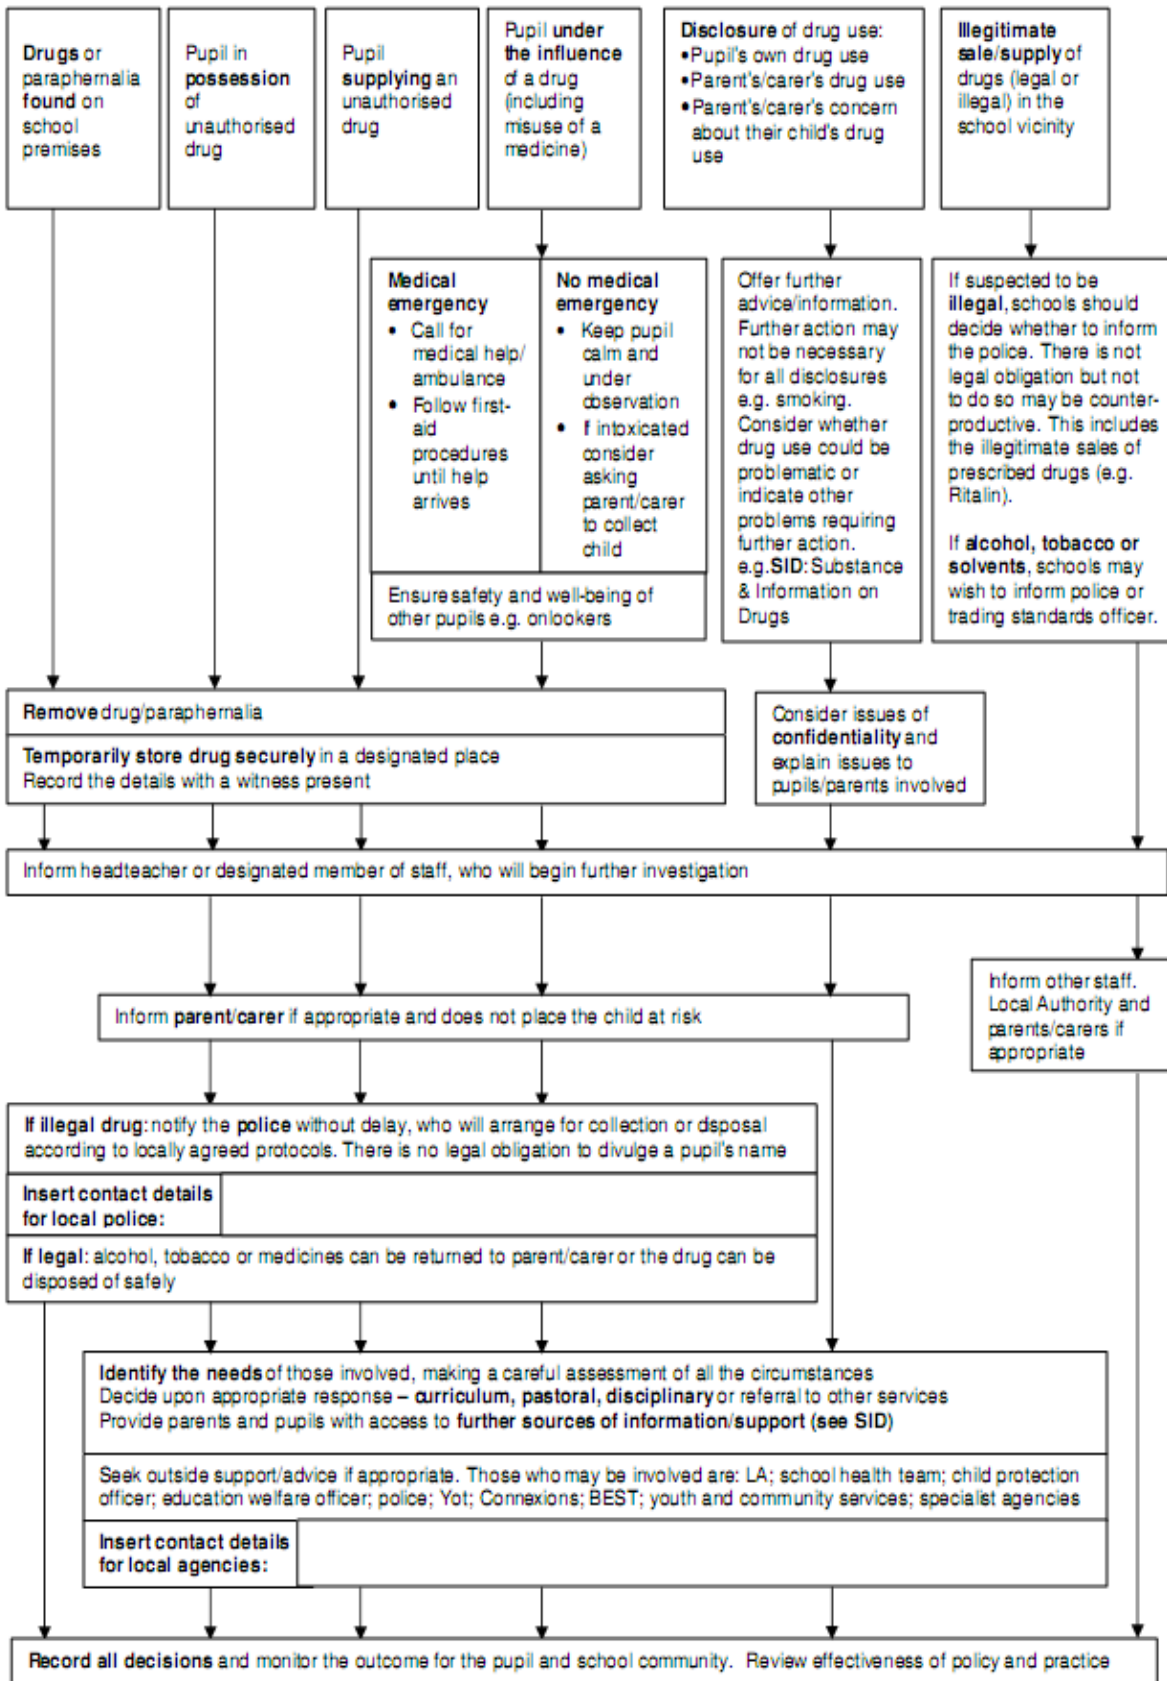 Drugs or
paraphernalia
found on
school
premises
Pupil in
possession
of
unauthorised
drug
Pupil
supplying an
unauthorised
drug
Pupil under
the influence
of a drug
(including
misuse of a
medicine)
Disclosure of drug use:
•Pupil's own drug use
•Parent's/carer's drug use
•Parent's/carer's concern
about their child's drug
use
Illegitimate
sale/supply of
drugs (legal or
illegal) in the
school vicinity
Medical
emergency
• Call for
medical help/
ambulance
• Follow first-
aid
procedures
until help
arrives
No medical
emergency
• Keep pupil
calm and
under
observation
• If intoxicated
consider
asking
parent/carer
to collect
child
Ensure safety and well-being of
other pupils e.g. onlookers
Offer further
advice/information.
Further action may
not be necessary
for all disclosures
e.g. smoking.
Consider whether
drug use could be
problematic or
indicate other
problems requiring
further action.
e.g.SID: Substance
& Information on
Drugs
If suspected to be
illegal, schools should
decide whether to inform
the police. There is not
legal obligation but not
to do so may be counter-
productive. This includes
the illegitimate sales of
prescribed drugs (e.g.
Ritalin).
If alcohol, tobacco or
solvents, schools may
wish to inform police or
trading standards officer.
Remove drug/paraphernalia
Temporarily store drug securely in a designated place
Record the details with a witness present
Consider issues of
confidentiality and
explain issues to
pupils/parents involved
Inform headteacher or designated member of staff, who will begin further investigation
Inform parent/carer if appropriate and does not place the child at risk
Inform other staff.
Local Authority and
parents/carers if
appropriate
If illegal drug: notify the police without delay, who will arrange for collection or disposal
according to locally agreed protocols. There is no legal obligation to divulge a pupil's name
Insert contact details
for local police:
If legal: alcohol, tobacco or medicines can be returned to parent/carer or the drug can be
disposed of safely
Identify the needs of those involved, making a careful assessment of all the circumstances
Decide upon appropriate response – curriculum, pastoral, disciplinary or referral to other services
Provide parents and pupils with access to further sources of information/support (see SID)
Seek outside support/advice if appropriate. Those who may be involved are: LA; school health team; child protection
officer; education welfare officer; police; Yot; Connexions; BEST; youth and community services; specialist agencies
Insert contact details
for local agencies:
Record all decisions and monitor the outcome for the pupil and school community. Review effectiveness of policy and practice